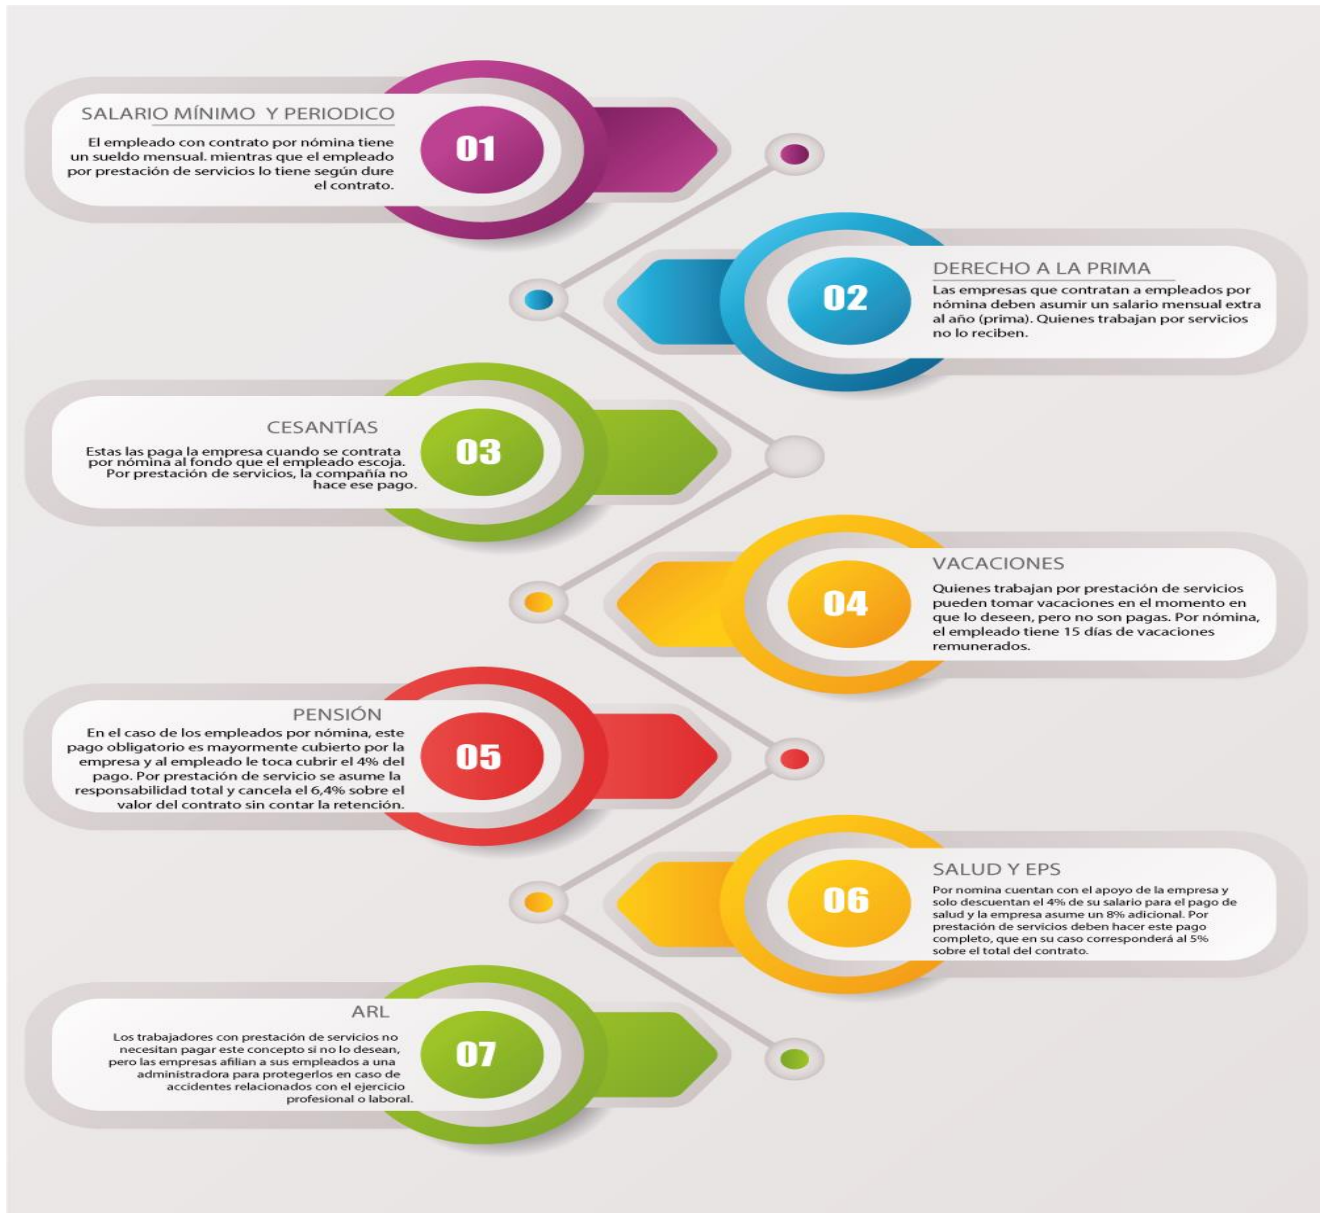 SALARIO MÍNIMO Y PERIODICO
El empleado con contrato por nómina tiene
un sueldo mensual. mientras que el empleado
por prestación de servicios lo tiene según dure
el contrato.
01
DERECHO A LA PRIMA
Las empresas que contratan a empleados por
nómina deben asumir un salario mensual extra
al año (prima). Quienes trabajan por servicios
no lo reciben.
02
CESANTÍAS
Estas las paga la empresa cuando se contrata
por nómina al fondo que el empleado escoja.
Por prestación de servicios, la compañía no
hace ese pago.
03
VACACIONES
Quienes trabajan por prestación de servicios
pueden tomar vacaciones en el momento en
que lo deseen, pero no son pagas. Por nómina,
el empleado tiene 15 días de vacaciones
remunerados.
04
PENSIÓN
En el caso de los empleados por nómina, este
pago obligatorio es mayormente cubierto por la
empresa y al empleado le toca cubrir el 4% del
pago. Por prestación de servicio se asume la
responsabilidad total y cancela el 6,4% sobre el
valor del contrato sin contar la retención.
05
SALUD Y EPS
Por nomina cuentan con el apoyo de la empresa y
solo descuentan el 4% de su salario para el pago de
salud y la empresa asume un 8% adicional. Por
prestación de servicios deben hacer este pago
completo, que en su caso corresponderá al 5%
sobre el total del contrato.
06
ARL
Los trabajadores con prestación de servicios no
necesitan pagar este concepto si no lo desean,
pero las empresas afilian a sus empleados a una
administradora para protegerlos en caso de
accidentes relacionados con el ejercicio
profesional o laboral.
07